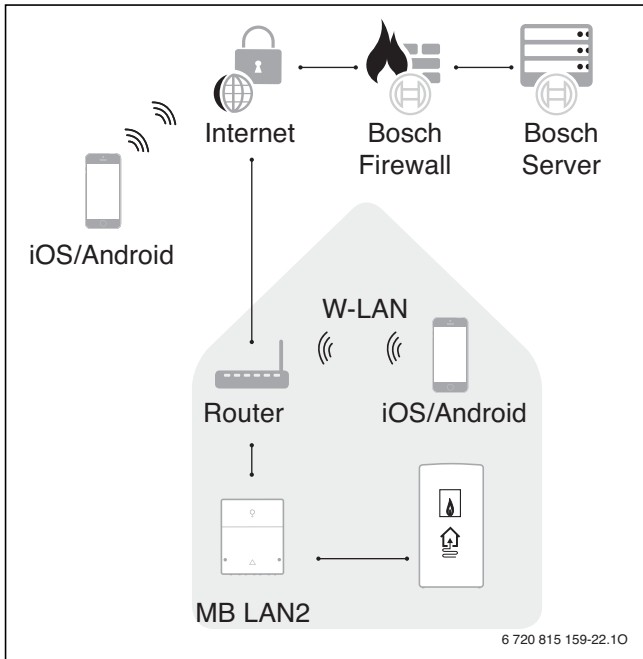 Internet
Bosch
Firewall
Bosch
Server
iOS/Android
W-LAN
Router
iOS/Android
MB LAN2
6 720 815 159-22.1O